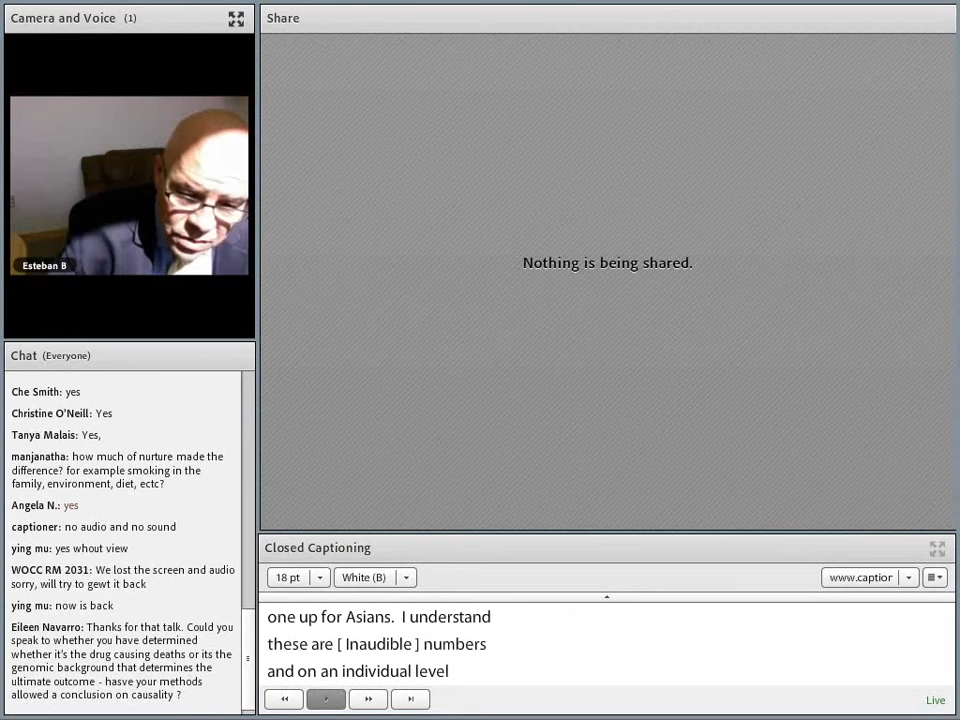 Camera and Voice (1)
Share
Esteban B
Nothing is being shared.
Chat (Everyone)
Che Smith: yes
Christine O'Neill: Yes
Tanya Malais: Yes,
manjanatha: how much of nurture made the
difference? for example smoking in the
family, environment, diet, ectc?
Angela N.: yes
captioner: no audio and no sound
ying mu: yes whout view
WOCC RM 2031: We lost the screen and audio
sorry, will try to gewt it back
ying mu: now is back
Eileen Navarro: Thanks for that talk. Could you
speak to whether you have determined
whether it's the drug causing deaths or its the
genomic background that determines the
ultimate outcome - hasve your methods
allowed a conclusion on causality ?
Closed Captioning
18 pt White (B) www.captior
one up for Asians. I understand
these are [ Inaudible ] numbers
and on an individual level
Live